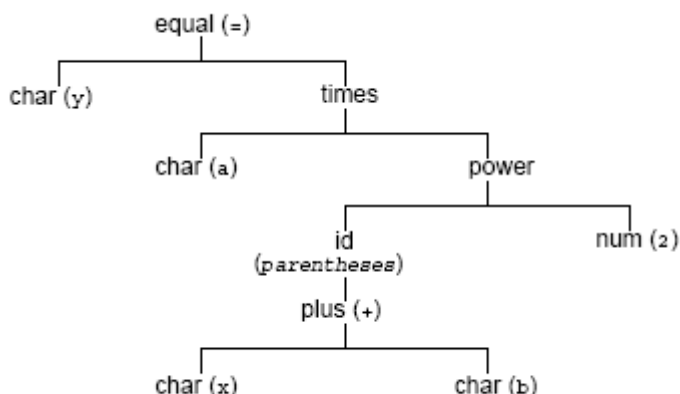 equal (=)
char (y) times
char (a) power
id num (2)
(parentheses)
plus (+)
char (x) char (b)